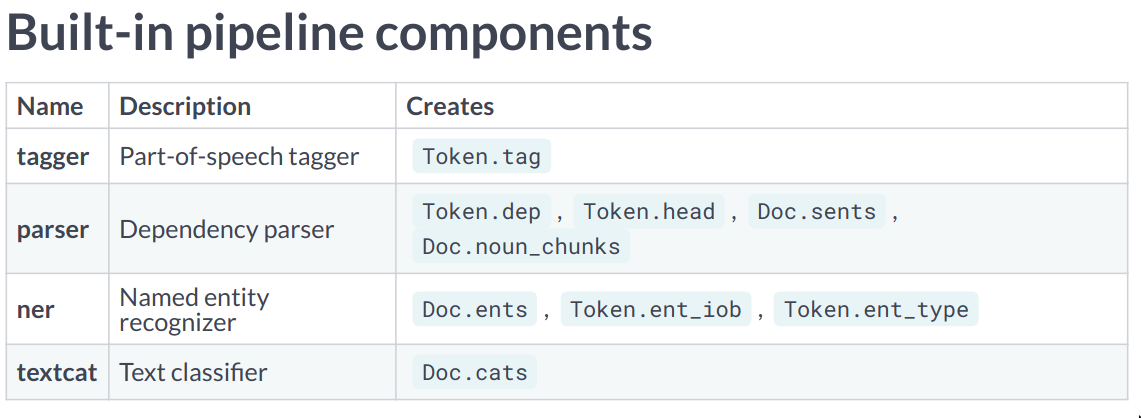 Built-in pipeline components
Name Description Creates
tagger Part-of-speech tagger Token.tag
parser Dependency parser Token.dep , Token.head , Doc.sents ,
Doc.noun_chunks
ner Named entity
recognizer Doc.ents , Token.ent_iob , Token.ent_type
textcat Text classifier Doc.cats